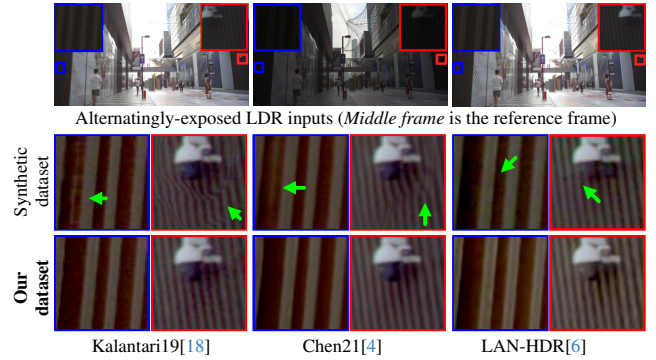 Alternatingly-exposed LDR inputs (Middle frame is the reference frame)
Synthetic
dataset
Our
dataset
Kalantari19[18] Chen21[4] LAN-HDR[6]